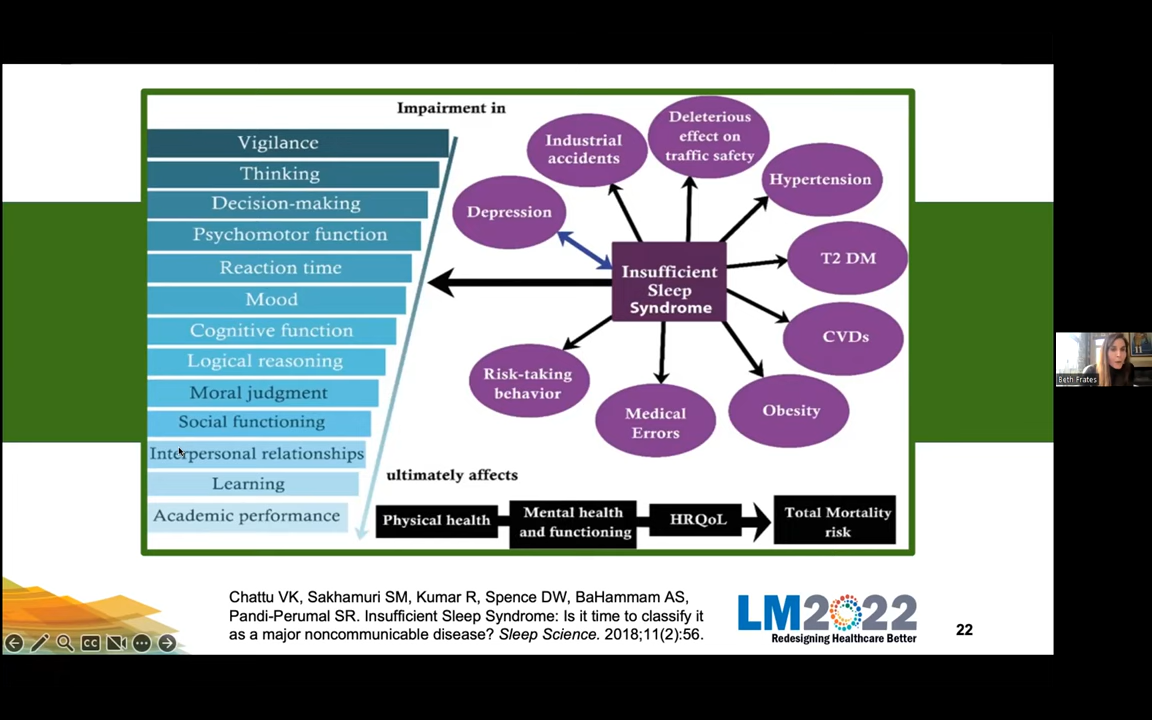 Impairment in
Vigilance
Thinking
Decision-making
Psychomotor function
Reaction time
Mood
Cognitive function
Logical reasoning
Moral judgment
Social functioning
Interpersonal relationships
Learning
Academic performance
Depression
Industrial
accidents
Deleterious
effect on
traffic safety
Hypertension
T2 DM
CVDs
Obesity
Medical
Errors
Risk-taking
behavior
Insufficient
Sleep
Syndrome
ultimately affects
Physical health
Mental health
and functioning
HRQoL
Total Mortality
risk
Chattu VK, Sakhamuri SM, Kumar R, Spence DW, BaHammam AS,
Pandi-Perumal SR. Insufficient Sleep Syndrome: Is it time to classify it
as a major noncommunicable disease? Sleep Science. 2018;11(2):56.
LM2022
Redesigning Healthcare Better
22
CC
Beth Frates